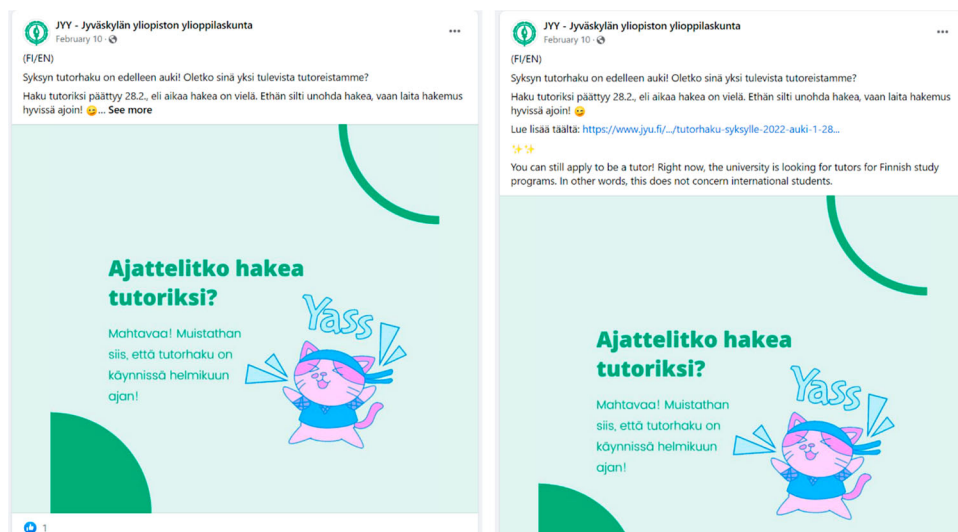 JYY - Jyväskylän yliopiston ylioppilaskunta
February 10 ·
(FI/EN)
Syksyn tutorhaku on edelleen auki! Oletko sinä yksi tulevista tutoreistamme?
Haku tutoriksi päättyy 28.2., eli aikaa hakea on vielä. Ethän silti unohda hakea, vaan laita hakemus
hyvissä ajoin! 😋... See more
Ajattelitko hakea
tutoriksi?
Mahtavaa! Muistathan
siis, että tutorhaku on
käynnissä helmikuun
ajan!
Yass
1
JYY - Jyväskylän yliopiston ylioppilaskunta
February 10 ·
(FI/EN)
Syksyn tutorhaku on edelleen auki! Oletko sinä yksi tulevista tutoreistamme?
Haku tutoriksi päättyy 28.2., eli aikaa hakea on vielä. Ethän silti unohda hakea, vaan laita hakemus
hyvissä ajoin! 😋
Lue lisää täältä: https://www.jyu.fi/.../tutorhaku-syksylle-2022-auki-1-28...
✨✨
You can still apply to be a tutor! Right now, the university is looking for tutors for Finnish study
programs. In other words, this does not concern international students.
Ajattelitko hakea
tutoriksi?
Mahtavaa! Muistathan
siis, että tutorhaku on
käynnissä helmikuun
ajan!
Yass